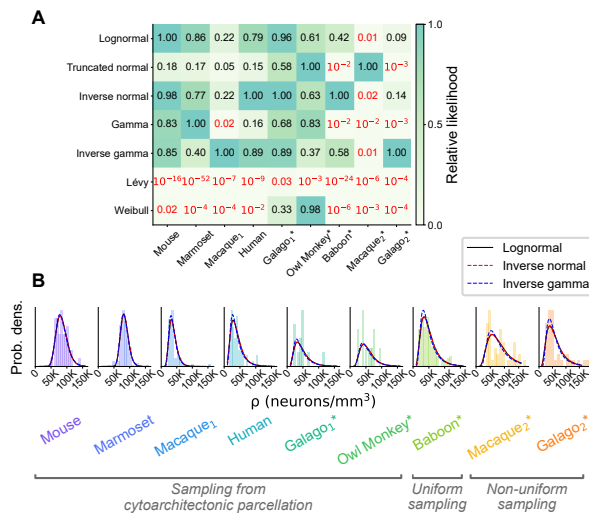 A
Lognormal 1.00 0.86 0.22 0.79 0.96 0.61 0.42 0.01 0.09
Truncated normal 0.18 0.17 0.05 0.15 0.58 1.00 10⁻² 1.00 10⁻³
Inverse normal 0.98 0.77 0.22 1.00 1.00 0.63 1.00 0.02 0.14
Gamma 0.83 1.00 0.02 0.16 0.68 0.83 10⁻² 10⁻² 10⁻²
Inverse gamma 0.85 0.40 1.00 0.89 0.89 0.37 0.58 0.01 1.00
Lévy 10⁻¹⁶ 10⁻⁵² 10⁻⁷ 10⁻⁹ 0.03 10⁻³ 10⁻²⁴ 10⁻⁶ 10⁻⁴
Weibull 0.02 10⁻⁴ 10⁻⁴ 10⁻² 0.33 0.98 10⁻⁶ 10⁻³ 10⁻⁴
Mouse Marmoset Macaque₁ Human Galago₁* Owl Monkey* Baboon* Macaque₂* Galago₂*
1.0
0.5
0.0
Relative likelihood
Lognormal
Inverse normal
Inverse gamma
B
Prob. dens.
0 50K 100K 150K 0 50K 100K 150K 0 50K 100K 150K 0 50K 100K 150K 0 50K 100K 150K 0 50K 100K 150K 0 50K 100K 150K 0 50K 100K 150K 0 50K 100K 150K
ρ (neurons/mm³)
Mouse Marmoset Macaque₁ Human Galago₁* Owl Monkey* Baboon* Macaque₂* Galago₂*
Sampling from
cytoarchitectonic parcellation
Uniform
sampling
Non-uniform
sampling